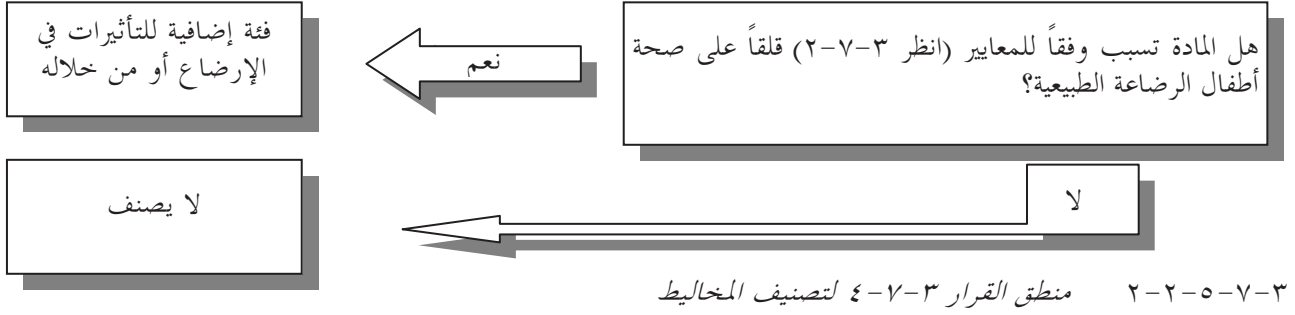 هل المادة تسبب وفقاً للمعايير (انظر ٣-٧-٢) قلقاً على صحة
أطفال الرضاعة الطبيعية؟
نعم
فئة إضافية للتأثيرات في
الإرضاع أو من خلاله
لا
لا يصنف
٣-٧-٥-٢-٢ منطق القرار ٣-٧-٤ لتصنيف المخاليط